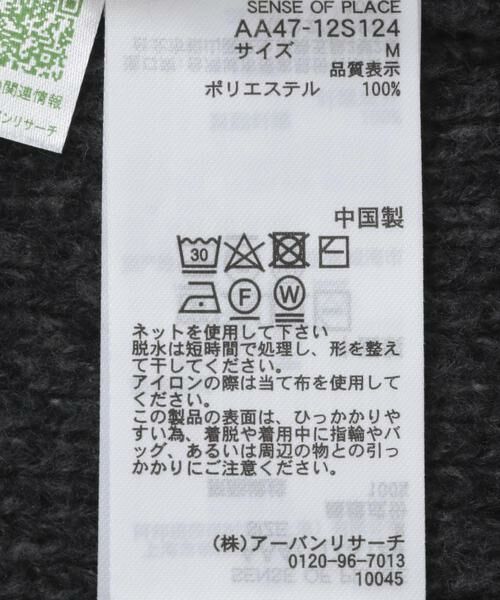 SENSE OF PLACE
AA47-12S124
サイズ M
品質表示
ポリエステル 100%
関連情報
アーバンリサーチ
中国製
30
F W
ネットを使用して下さい
脱水は短時間で処理し、形を整え
て干してください。
アイロンの際は当て布を使用して
ください。
この製品の表面は、ひっかかりや
すい為、着脱や着用中に指輪やバ
ッグ、あるいは周辺の物との引っ
かかりにご注意ください。
(株)アーバンリサーチ
0120-96-7013
10045